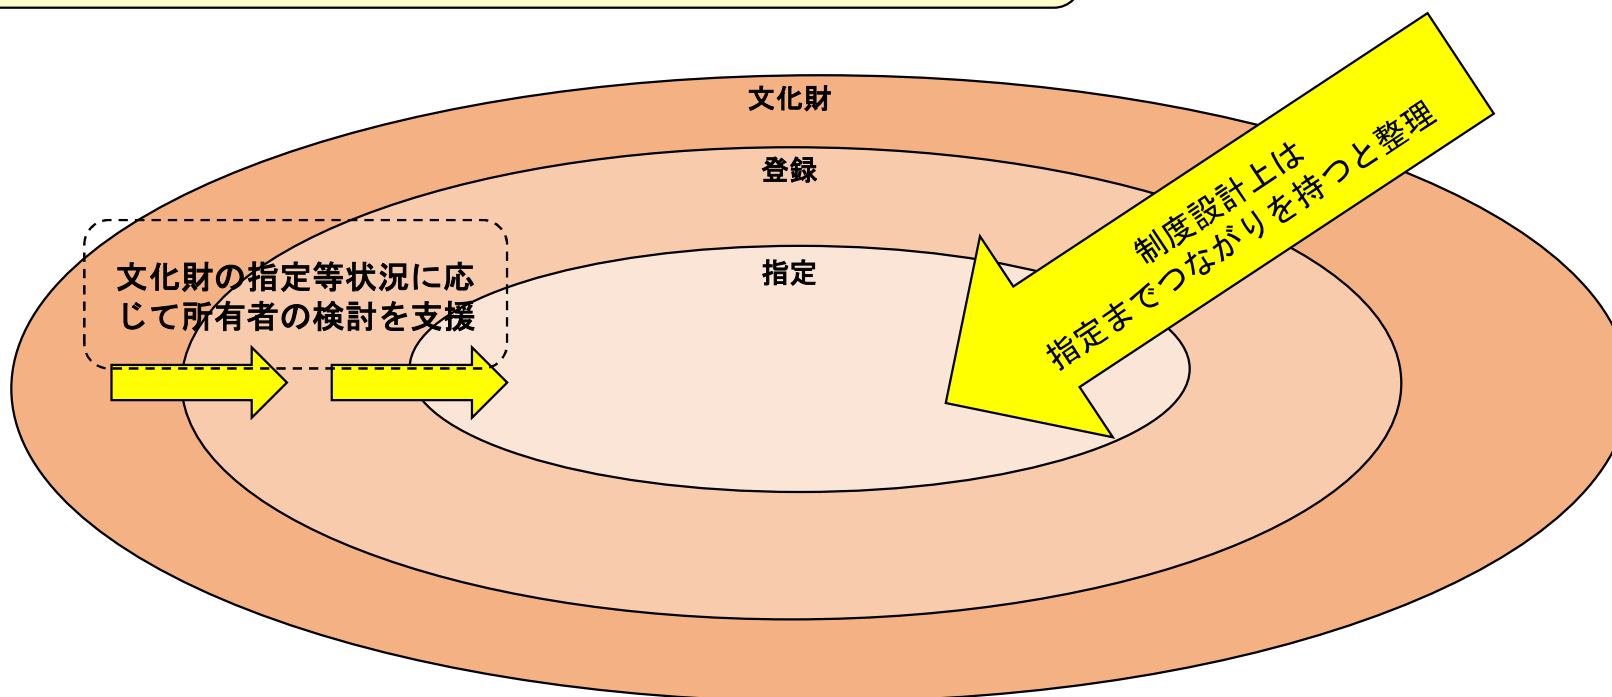 文化財
登録
指定
文化財の指定等状況に応
じて所有者の検討を支援
制度設計上は
指定までつながりを持つと整理